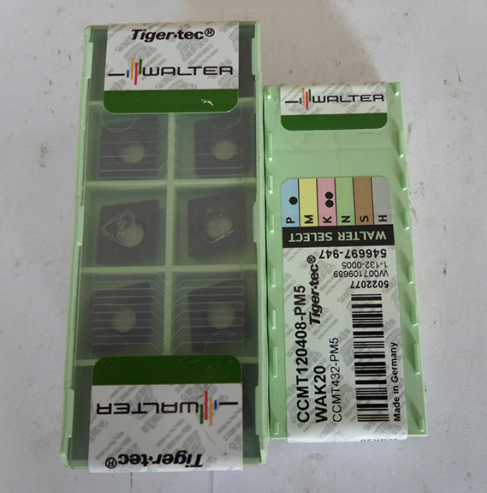 Tiger·tec®
WALTER
WALTER
Tiger·tec®
WALTER
P
M
K
N
S
H
WALTER SELECT
546697-947
1-132-0005
W007109689
5022077
Tiger·tec®
CCMT120408-PM5
WAK20
CCMT432-PM5
Made in Germany